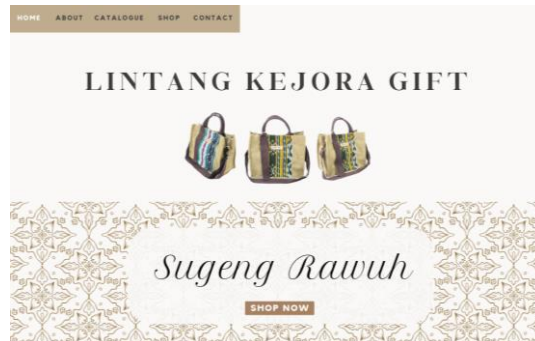 HOME ABOUT CATALOGUE SHOP CONTACT
LINTANG KEJORA GIFT
Sugeng Rawuh
SHOP NOW